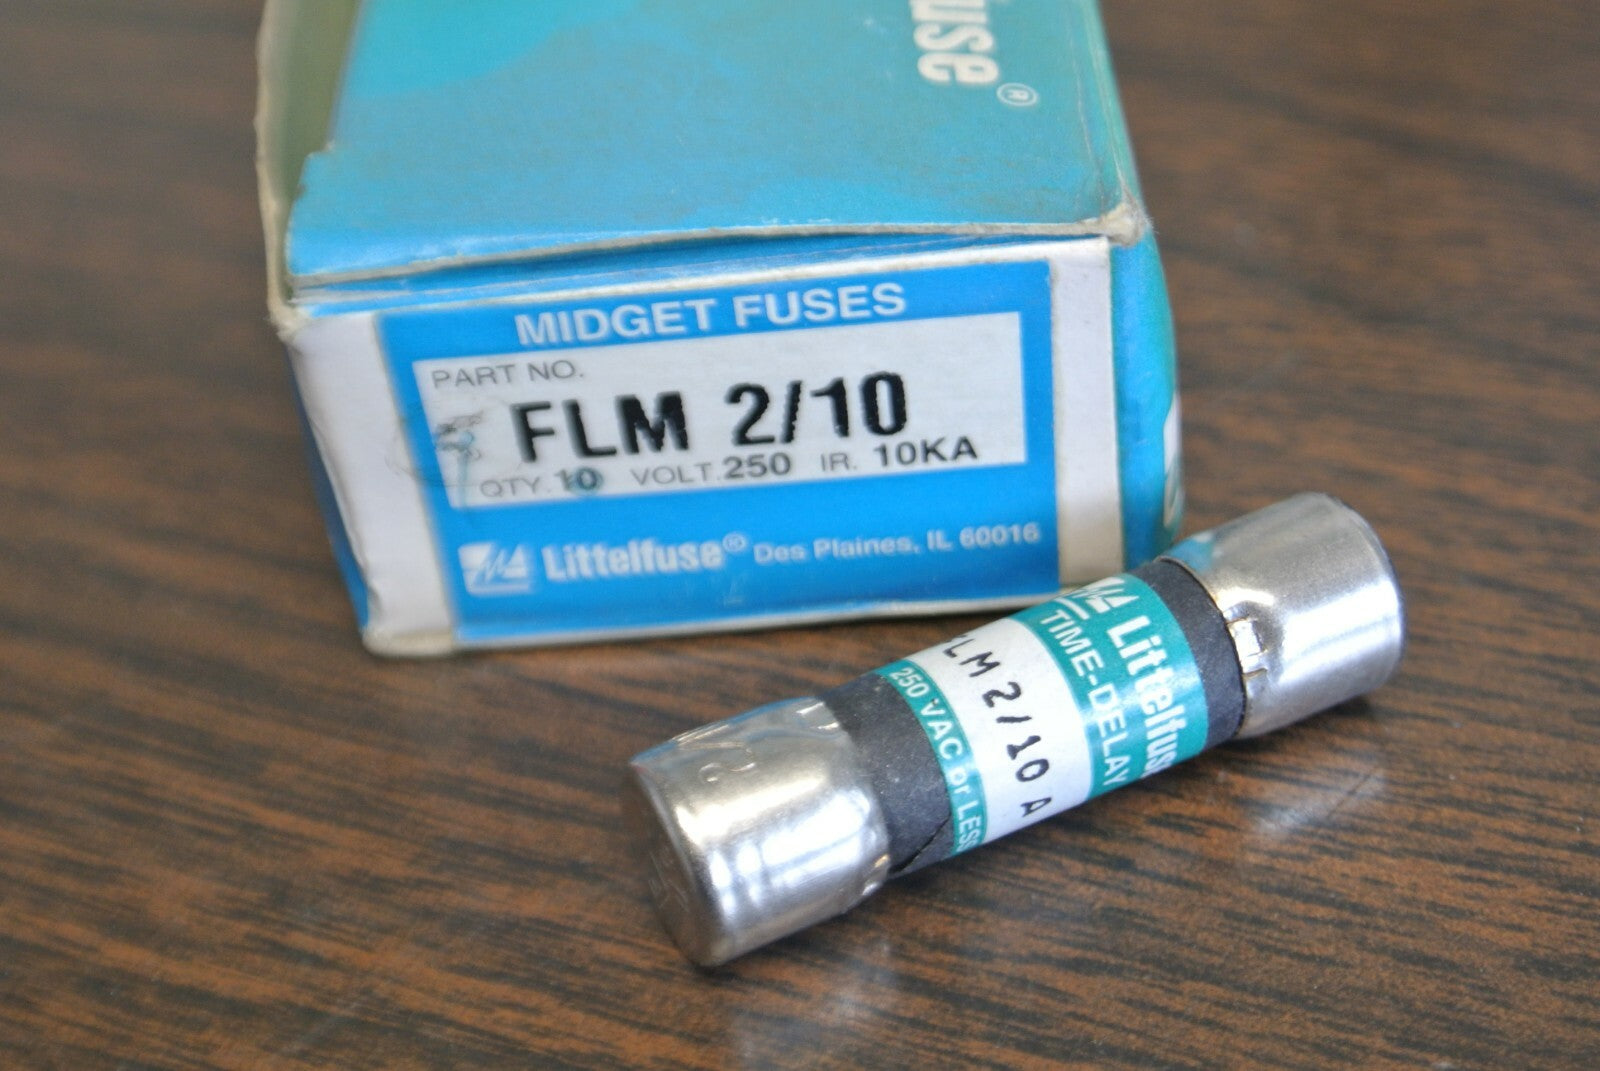 fuse®
MIDGET FUSES
PART NO.
FLM 2/10
QTY. 10 VOLT. 250 IR. 10KA
Littelfuse® Des Plaines, IL 60016
Littelfuse
TIME-DELAY
FLM 2/10 A
250 VAC or LESS